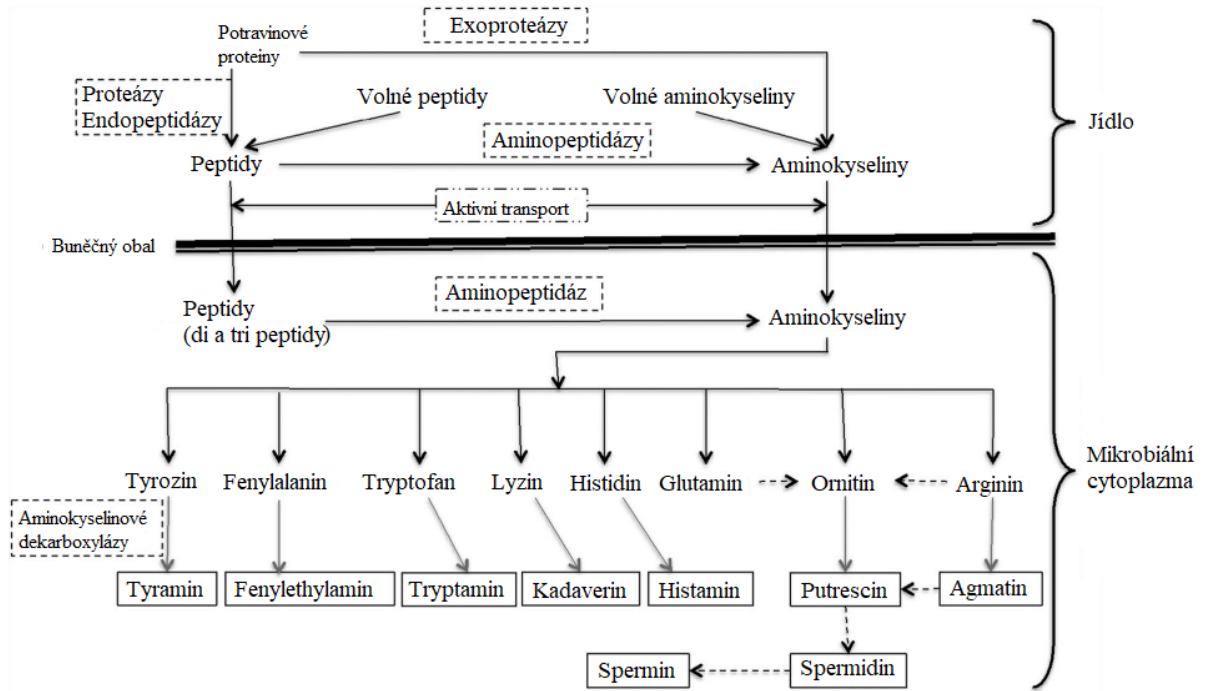 Exoproteázy
Potravinové
proteiny
Proteázy
Endopeptidázy
Volné peptidy
Volné aminokyseliny
Jídlo
Aminopeptidázy
Peptidy
Aminokyseliny
Aktivní transport
Buněčný obal
Aminopeptidáz
Peptidy
(di a tri peptidy)
Aminokyseliny
Mikrobiální
cytoplazma
Tyrozin
Fenylalanin
Tryptofan
Lyzin
Histidin
Glutamin
Ornitin
Arginin
Aminokyselinové
dekarboxylázy
Tyramin
Fenylethylamin
Tryptamin
Kadaverin
Histamin
Putrescin
Agmatin
Spermin
Spermidin